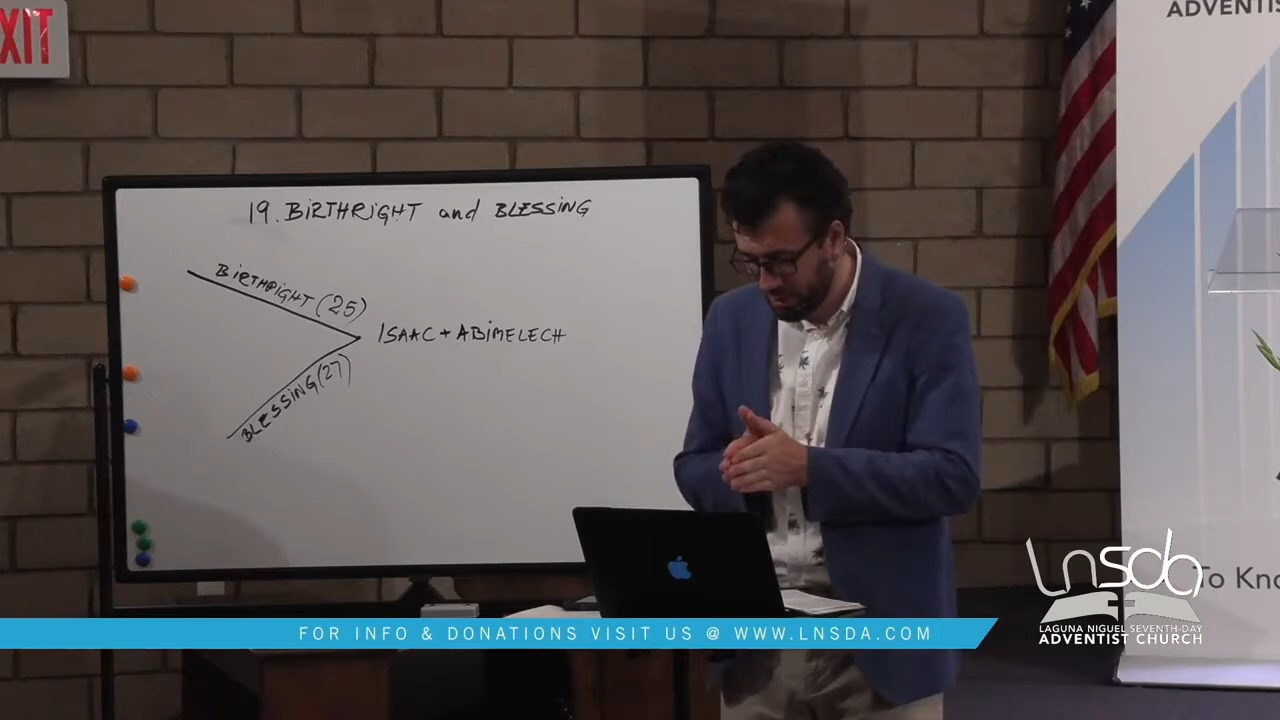 EXIT
ADVENTIS
19. BIRTHRIGHT and BLESSING
BIRTHRIGHT (25)
ISAAC + ABIMELECH
BLESSING (27)
To Kno
FOR INFO & DONATIONS VISIT US @ WWW.LNSDA.COM
Lnsda
LAGUNA NIGUEL SEVENTH-DAY
ADVENTIST CHURCH